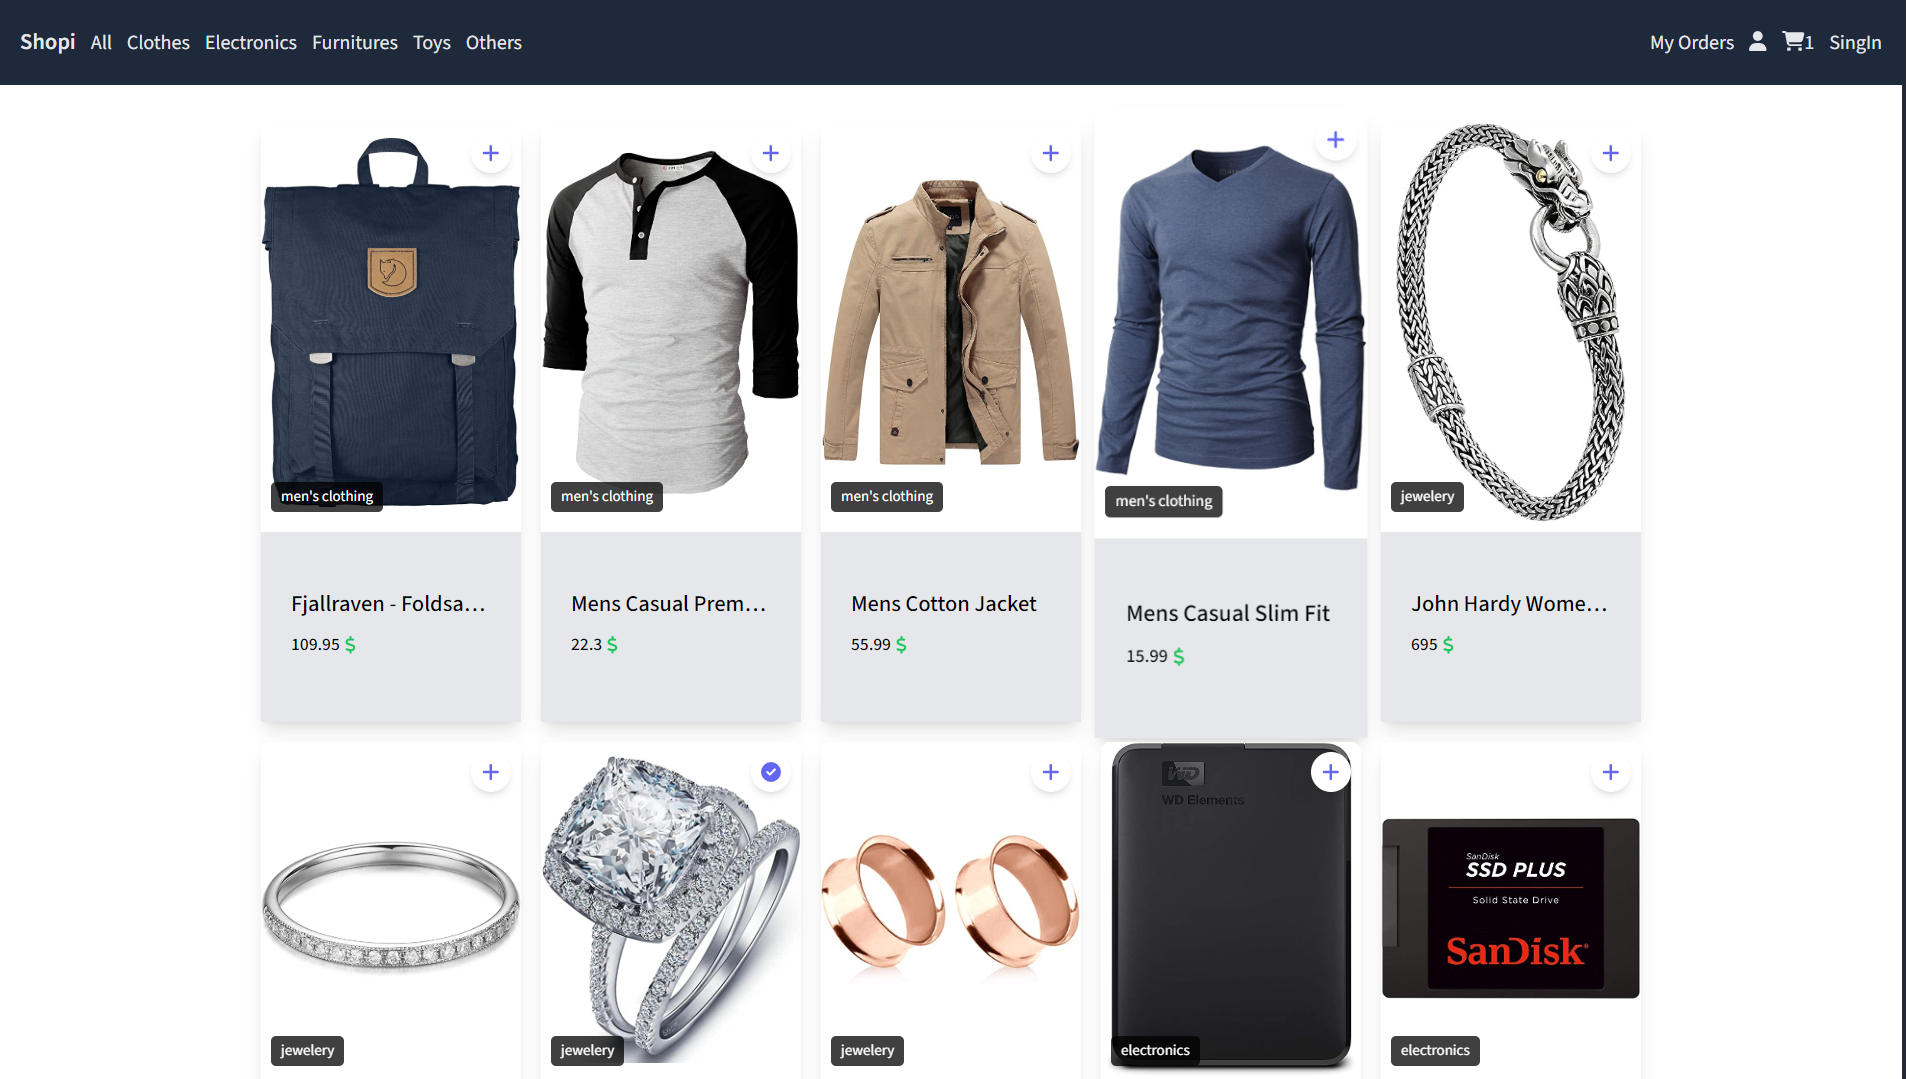 Shopi All Clothes Electronics Furnitures Toys Others
My Orders 1 SingIn
men's clothing
men's clothing
men's clothing
men's clothing
jewelery
Fjallraven - Foldsa...
Mens Casual Prem...
Mens Cotton Jacket
Mens Casual Slim Fit
John Hardy Wome...
109.95 $
22.3 $
55.99 $
15.99 $
695 $
WD
WD Elements
SanDisk
SSD PLUS
Solid State Drive
SanDisk
jewelery
jewelery
jewelery
electronics
electronics